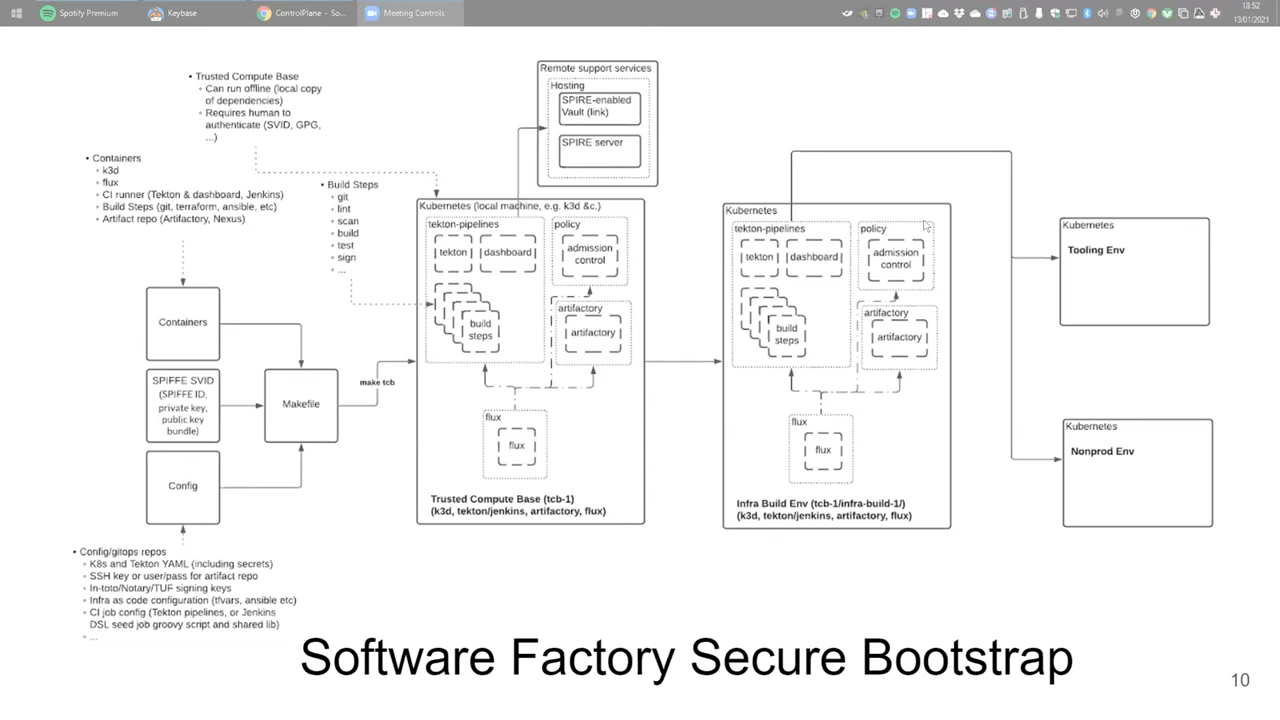 Spotify Premium
Keybase
ControlPlane - So...
Meeting Controls
18:52
13/01/2021
• Trusted Compute Base
• Can run offline (local copy
of dependencies)
• Requires human to
authenticate (SVID, GPG,
...)
• Containers
• k3d
• flux
• CI runner (Tekton & dashboard, Jenkins)
• Build Steps (git, terraform, ansible, etc)
• Artifact repo (Artifactory, Nexus)
• Build Steps
• git
• lint
• scan
• build
• test
• sign
• ...
Remote support services
Hosting
SPIRE-enabled
Vault (link)
SPIRE server
Containers
SPIFFE SVID
(SPIFFE ID,
private key,
public key
bundle)
Config
Makefile
make tcb
Kubernetes (local machine, e.g. k3d &c.)
tekton-pipelines
tekton
dashboard
build
steps
policy
admission
control
artifactory
artifactory
flux
flux
Trusted Compute Base (tcb-1)
(k3d, tekton/jenkins, artifactory, flux)
Kubernetes
tekton-pipelines
tekton
dashboard
build
steps
policy
admission
control
artifactory
artifactory
flux
flux
Infra Build Env (tcb-1/infra-build-1/)
(k3d, tekton/jenkins, artifactory, flux)
Kubernetes
Tooling Env
Kubernetes
Nonprod Env
• Config/gitops repos
• K8s and Tekton YAML (including secrets)
• SSH key or user/pass for artifact repo
• In-toto/Notary/TUF signing keys
• Infra as code configuration (tfvars, ansible etc)
• CI job config (Tekton pipelines, or Jenkins
DSL seed job groovy script and shared lib)
• ...
Software Factory Secure Bootstrap
10